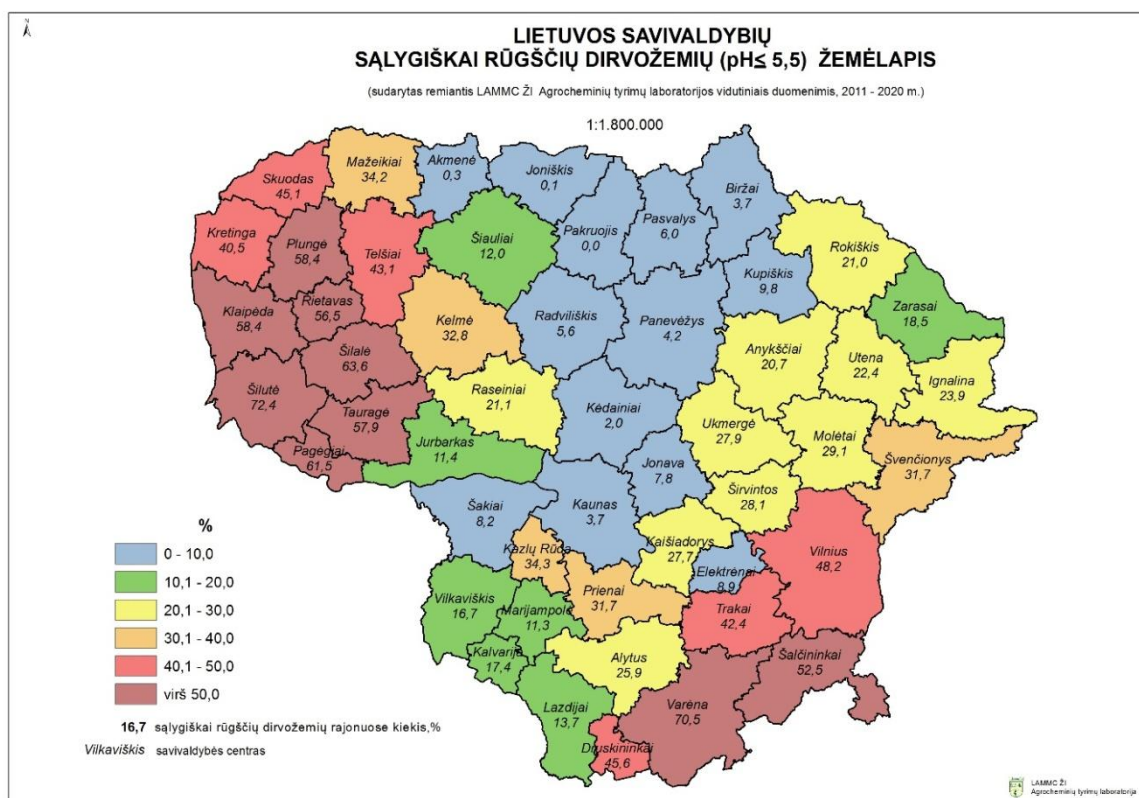 N
LIETUVOS SAVIVALDYBIŲ
SĄLYGIŠKAI RŪGŠČIŲ DIRVOŽEMIŲ (pH≤ 5,5) ŽEMĖLAPIS
(sudarytas remiantis LAMMC ŽI Agrocheminių tyrimų laboratorijos vidutiniais duomenimis, 2011 - 2020 m.)
1:1.800.000
Mažeikiai
34,2
Akmenė
0,3
Joniškis
0,1
Skuodas
45,1
Biržai
3,7
Pasvalys
6,0
Pakruojis
0,0
Kretinga
40,5
Plungė
58,4
Telšiai
43,1
Šiauliai
12,0
Rokiškis
21,0
Kupiškis
9,8
Zarasai
18,5
Klaipėda
58,4
Rietavas
56,5
Kelmė
32,8
Radviliškis
5,6
Panevėžys
4,2
Anykščiai
20,7
Utena
22,4
Ignalina
23,9
Šilalė
63,6
Šilutė
72,4
Raseiniai
21,1
Kėdainiai
2,0
Tauragė
57,9
Ukmergė
27,9
Molėtai
29,1
Pagėgiai
61,5
Jurbarkas
11,4
Jonava
7,8
Švenčionys
31,7
Širvintos
28,1
Šakiai
8,2
Kaunas
3,7
Kaišiadorys
27,7
Kazlų Rūda
34,3
Vilnius
48,2
Elektrėnai
8,9
Vilkaviškis
16,7
Marijampolė
11,3
Prienai
31,7
Trakai
42,4
Kalvarija
17,4
Alytus
25,9
Šalčininkai
52,5
Lazdijai
13,7
Varėna
70,5
Druskininkai
45,6
%
0 - 10,0
10,1 - 20,0
20,1 - 30,0
30,1 - 40,0
40,1 - 50,0
virš 50,0
16,7 sąlygiškai rūgščių dirvožemių rajonuose kiekis,%
Vilkaviškis savivaldybės centras
LAMMC ŽI
Agrocheminių tyrimų laboratorija